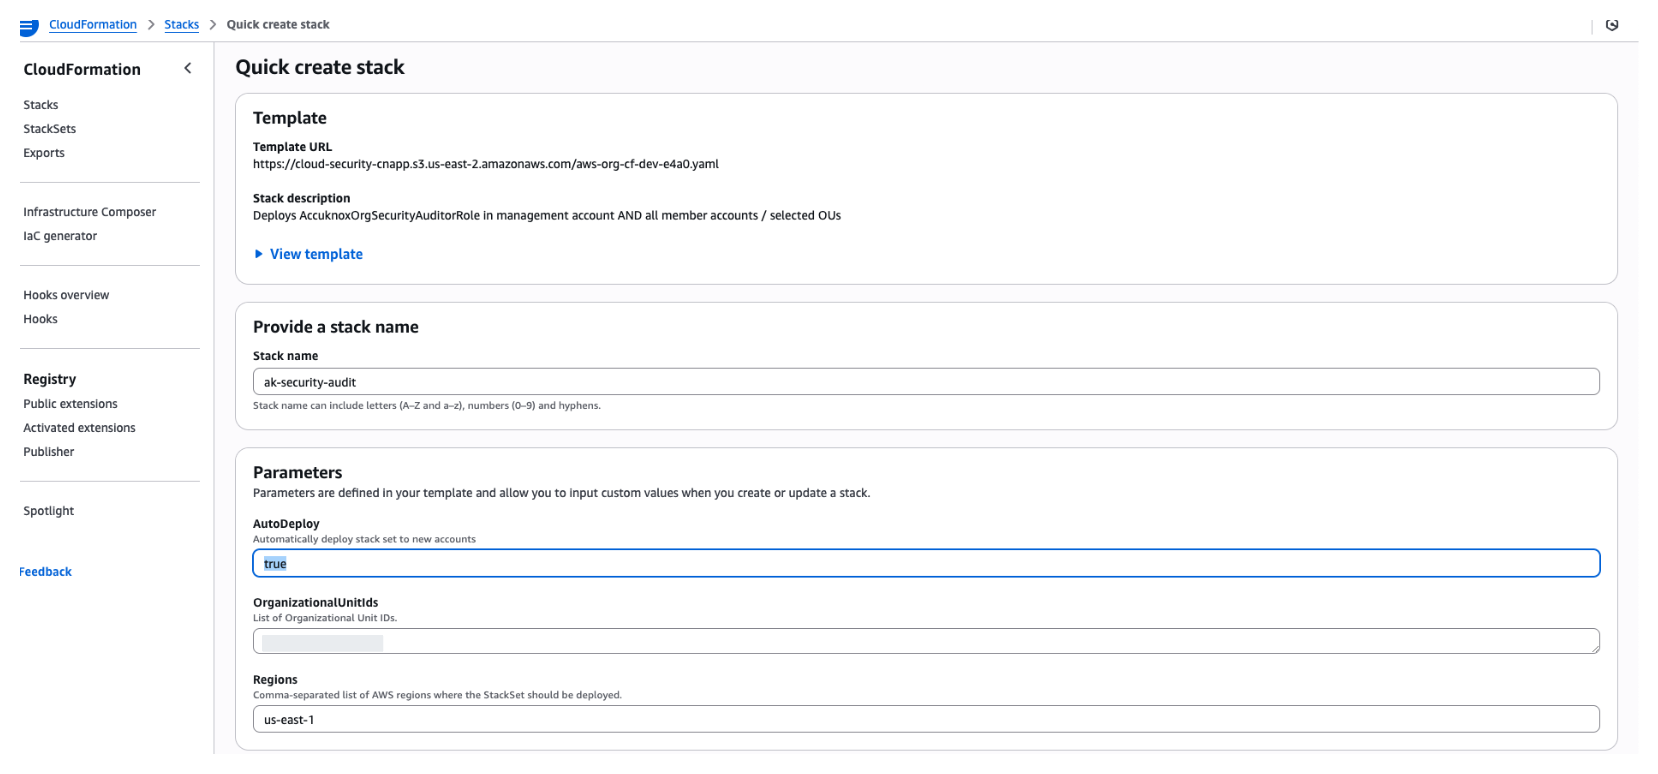 CloudFormation > Stacks > Quick create stack
CloudFormation
Stacks
StackSets
Exports
Infrastructure Composer
IaC generator
Hooks overview
Hooks
Registry
Public extensions
Activated extensions
Publisher
Spotlight
Feedback
Quick create stack
Template
Template URL
https://cloud-security-cnapp.s3.us-east-2.amazonaws.com/aws-org-cf-dev-e4a0.yaml
Stack description
Deploys AccuknoxOrgSecurityAuditorRole in management account AND all member accounts / selected OUs
View template
Provide a stack name
Stack name
ak-security-audit
Stack name can include letters (A–Z and a–z), numbers (0–9) and hyphens.
Parameters
Parameters are defined in your template and allow you to input custom values when you create or update a stack.
AutoDeploy
Automatically deploy stack set to new accounts
true
OrganizationalUnitIds
List of Organizational Unit IDs.
Regions
Comma-separated list of AWS regions where the StackSet should be deployed.
us-east-1